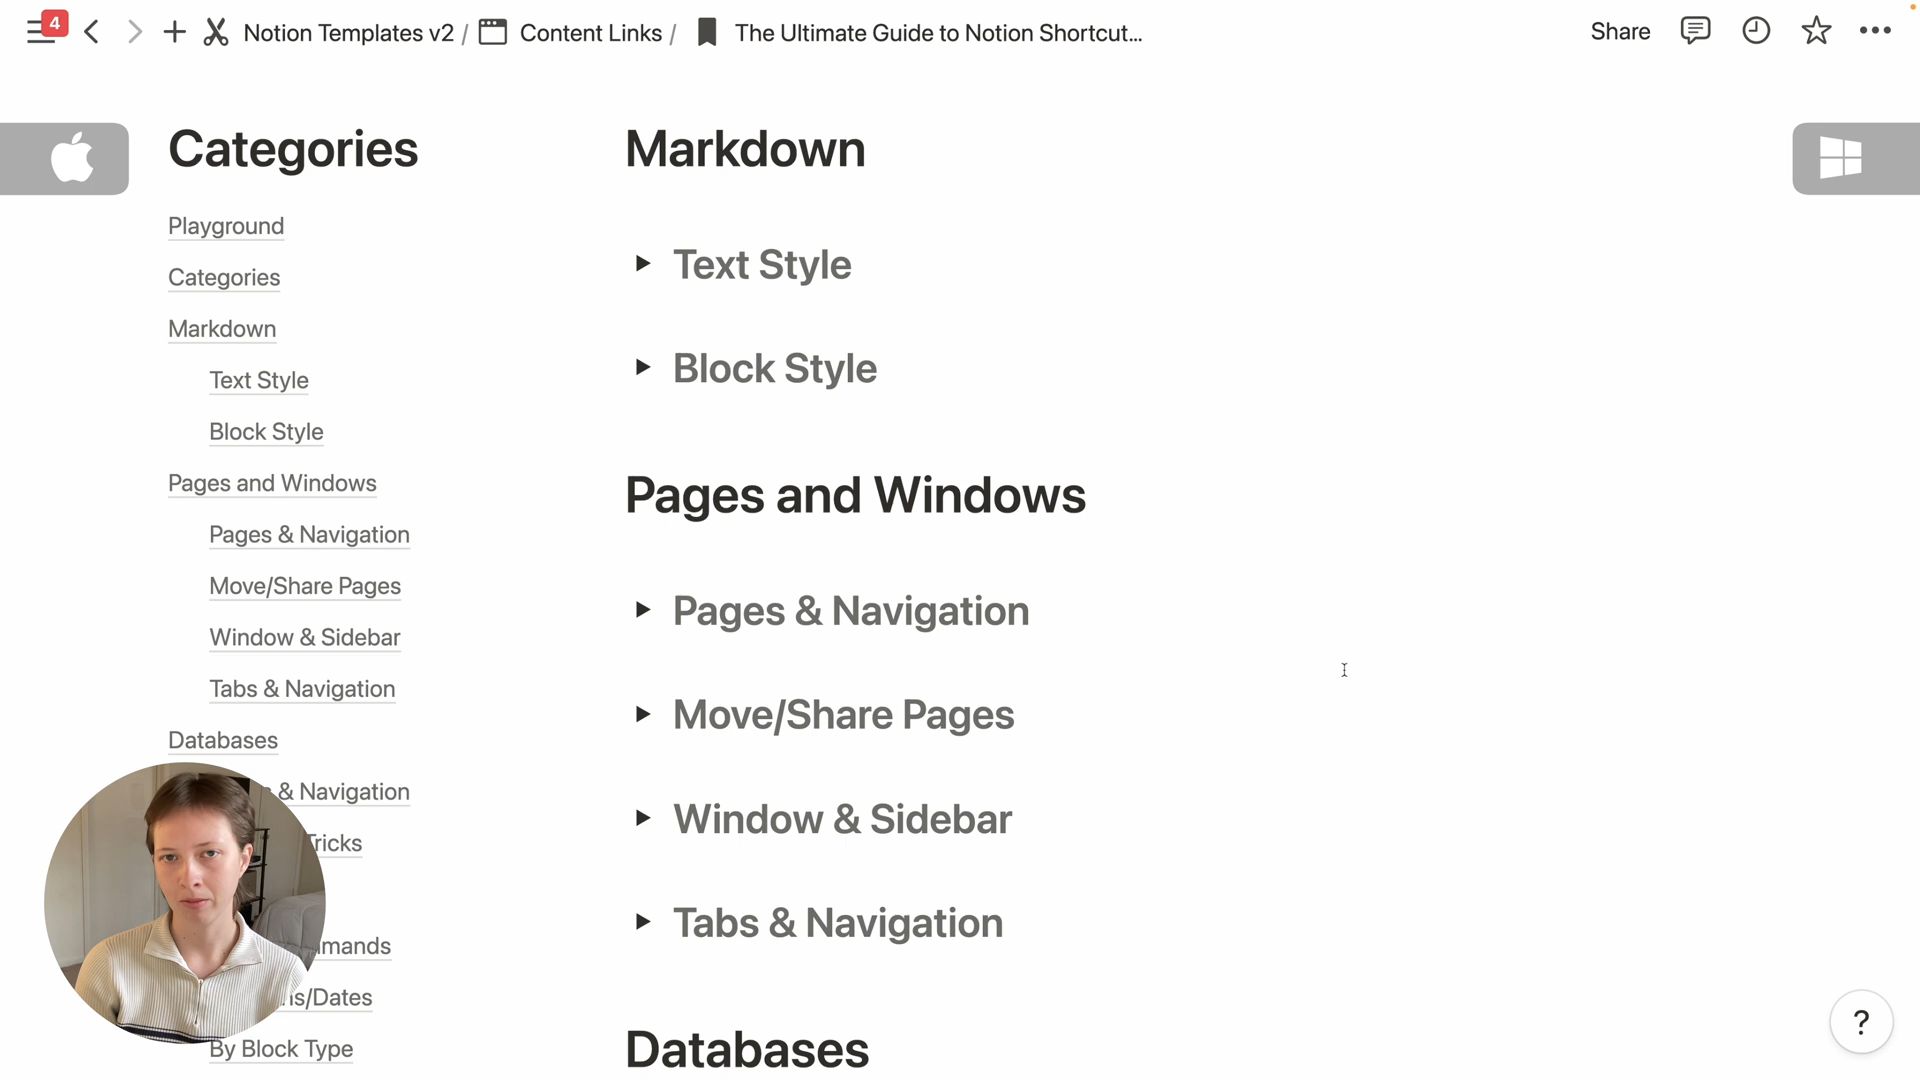 4
Notion Templates v2 / Content Links / The Ultimate Guide to Notion Shortcut...
Share
Categories
Playground
Categories
Markdown
Text Style
Block Style
Pages and Windows
Pages & Navigation
Move/Share Pages
Window & Sidebar
Tabs & Navigation
Databases
& Navigation
Tricks
By Block Type
Markdown
Text Style
Block Style
Pages and Windows
Pages & Navigation
Move/Share Pages
Window & Sidebar
Tabs & Navigation
Databases
?